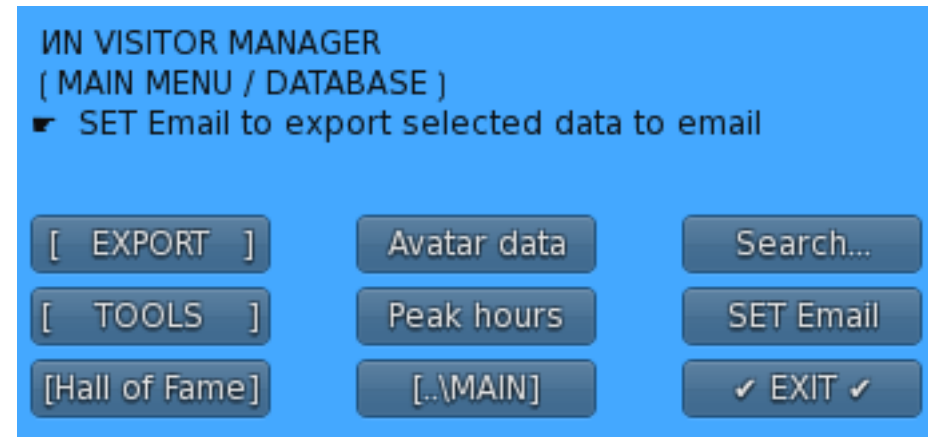 ИN VISITOR MANAGER
( MAIN MENU / DATABASE )
☛ SET Email to export selected data to email
[ EXPORT ]
Avatar data
Search...
[ TOOLS ]
Peak hours
SET Email
[Hall of Fame]
[..\MAIN]
✔ EXIT ✔